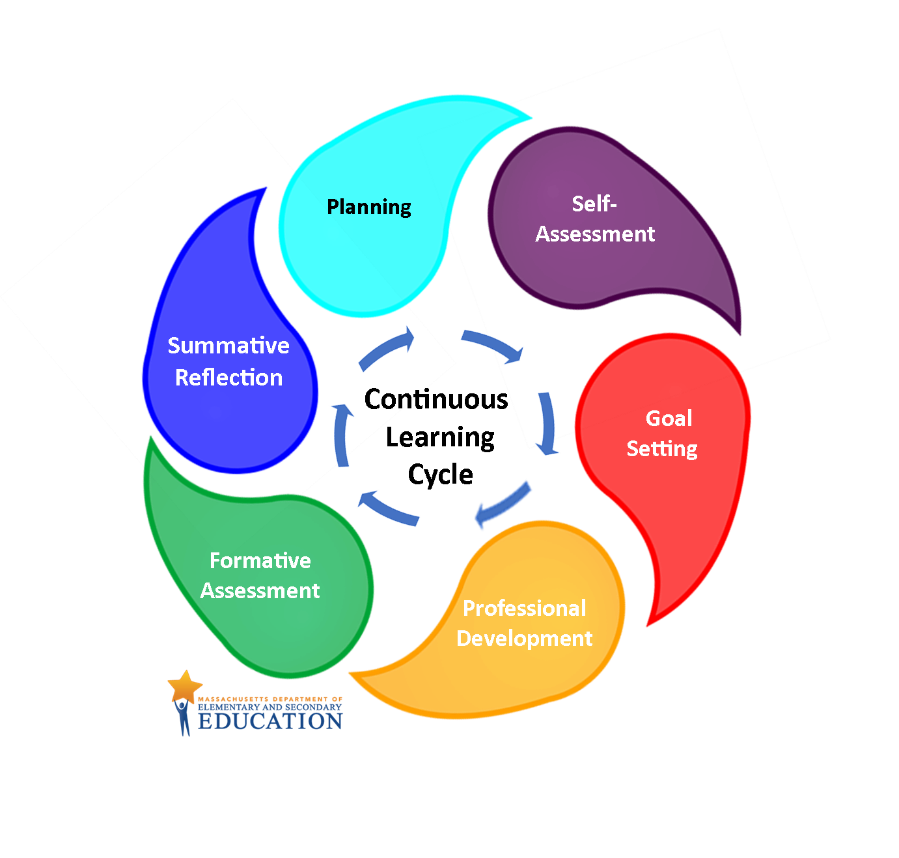 Planning
Self-
Assessment
Goal
Setting
Professional
Development
Formative
Assessment
Summative
Reflection
Continuous
Learning
Cycle
MASSACHUSETTS DEPARTMENT OF
ELEMENTARY AND SECONDARY
EDUCATION